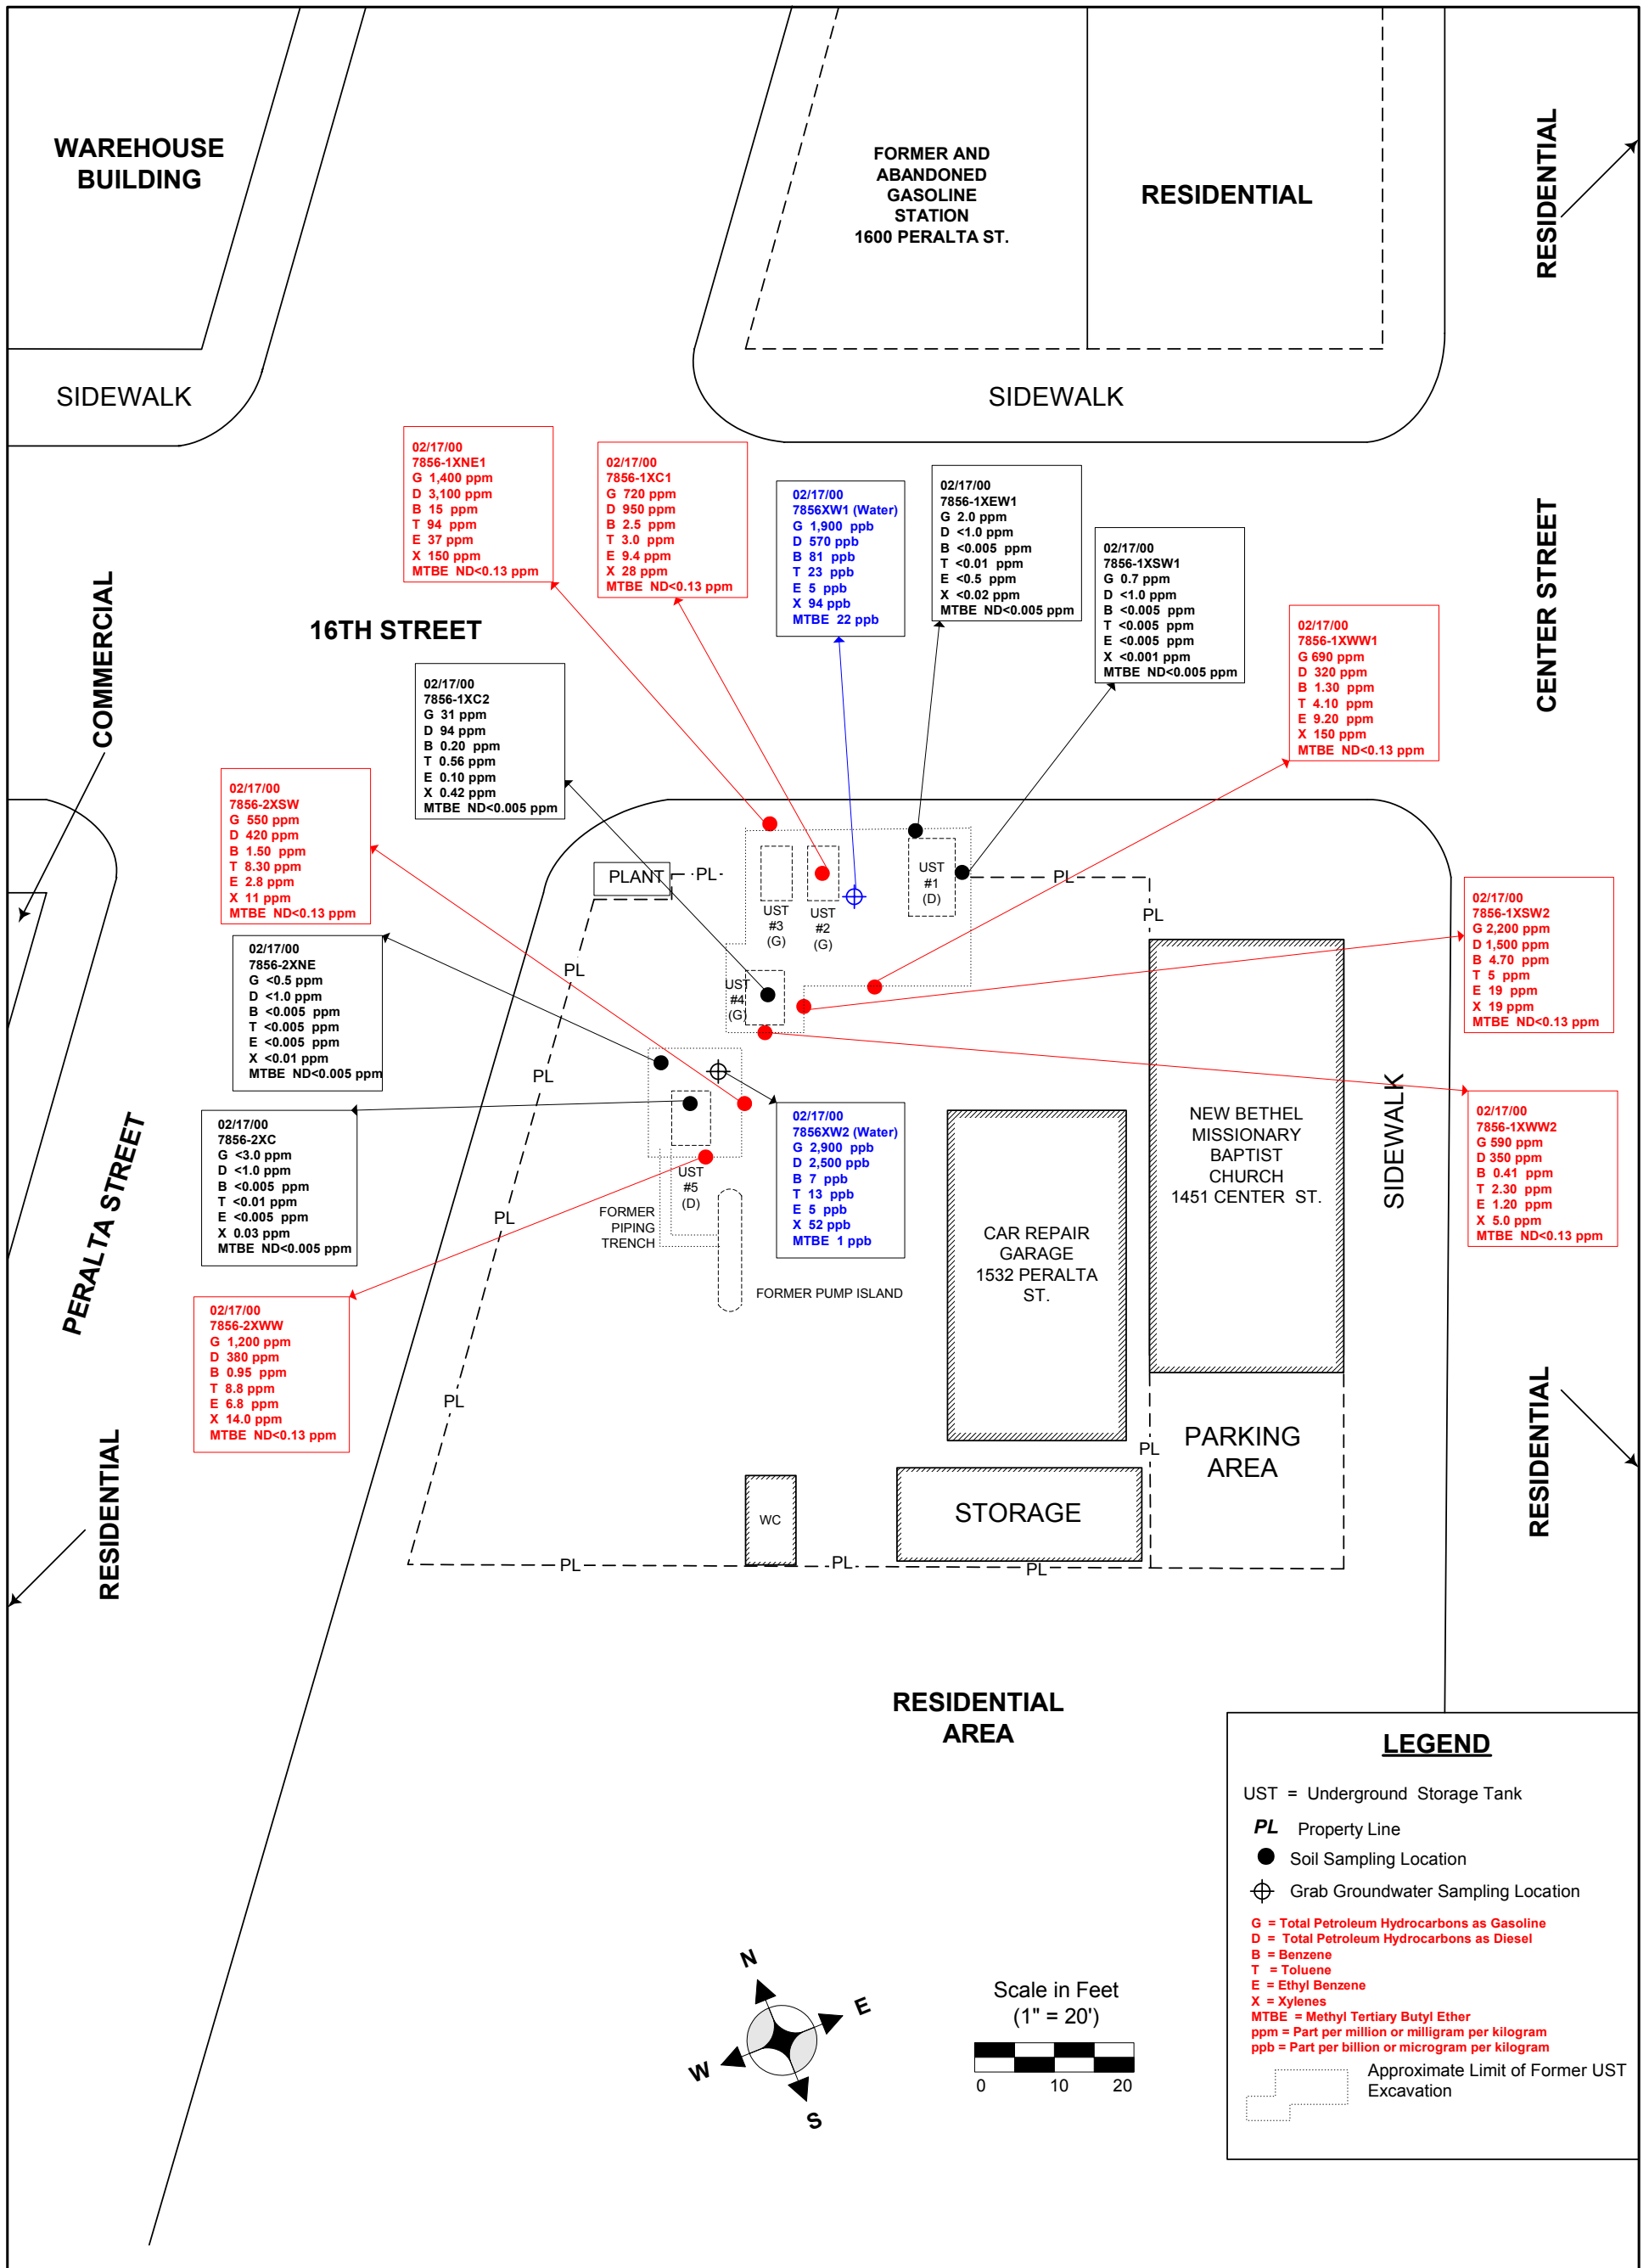 WAREHOUSE
BUILDING
FORMER AND
ABANDONED
GASOLINE
STATION
1600 PERALTA ST.
RESIDENTIAL
RESIDENTIAL
SIDEWALK
SIDEWALK
02/17/00
7856-1XNE1
G 1,400 ppm
D 3,100 ppm
B 15 ppm
T 94 ppm
E 37 ppm
X 150 ppm
MTBE ND<0.13 ppm
02/17/00
7856-1XC1
G 720 ppm
D 950 ppm
B 2.5 ppm
T 3.0 ppm
E 9.4 ppm
X 28 ppm
MTBE ND<0.13 ppm
02/17/00
7856XW1 (Water)
G 1,900 ppb
D 570 ppb
B 81 ppb
T 23 ppb
E 5 ppb
X 94 ppb
MTBE 22 ppb
02/17/00
7856-1XEW1
G 2.0 ppm
D <1.0 ppm
B <0.005 ppm
T <0.01 ppm
E <0.5 ppm
X <0.02 ppm
MTBE ND<0.005 ppm
02/17/00
7856-1XSW1
G 0.7 ppm
D <1.0 ppm
B <0.005 ppm
T <0.005 ppm
E <0.005 ppm
X <0.001 ppm
MTBE ND<0.005 ppm
02/17/00
7856-1XWW1
G 690 ppm
D 320 ppm
B 1.30 ppm
T 4.10 ppm
E 9.20 ppm
X 150 ppm
MTBE ND<0.13 ppm
CENTER STREET
COMMERCIAL
16TH STREET
02/17/00
7856-1XC2
G 31 ppm
D 94 ppm
B 0.20 ppm
T 0.56 ppm
E 0.10 ppm
X 0.42 ppm
MTBE ND<0.005 ppm
02/17/00
7856-2XSW
G 550 ppm
D 420 ppm
B 1.50 ppm
T 8.30 ppm
E 2.8 ppm
X 11 ppm
MTBE ND<0.13 ppm
PLANT
PL
UST
#3
(G)
UST
#2
(G)
UST
#1
(D)
PL
PL
02/17/00
7856-1XSW2
G 2,200 ppm
D 1,500 ppm
B 4.70 ppm
T 5 ppm
E 19 ppm
X 19 ppm
MTBE ND<0.13 ppm
02/17/00
7856-2XNE
G <0.5 ppm
D <1.0 ppm
B <0.005 ppm
T <0.005 ppm
E <0.005 ppm
X <0.01 ppm
MTBE ND<0.005 ppm
PL
UST
#4
(G)
PL
02/17/00
7856-2XC
G <3.0 ppm
D <1.0 ppm
B <0.005 ppm
T <0.01 ppm
E <0.005 ppm
X 0.03 ppm
MTBE ND<0.005 ppm
02/17/00
7856XW2 (Water)
G 2,900 ppb
D 2,500 ppb
B 7 ppb
T 13 ppb
E 5 ppb
X 52 ppb
MTBE 1 ppb
NEW BETHEL
MISSIONARY
BAPTIST
CHURCH
1451 CENTER ST.
SIDEWALK
02/17/00
7856-1XWW2
G 590 ppm
D 350 ppm
B 0.41 ppm
T 2.30 ppm
E 1.20 ppm
X 5.0 ppm
MTBE ND<0.13 ppm
PERALTA STREET
UST
#5
(D)
PL
FORMER
PIPING
TRENCH
CAR REPAIR
GARAGE
1532 PERALTA
ST.
FORMER PUMP ISLAND
02/17/00
7856-2XWW
G 1,200 ppm
D 380 ppm
B 0.95 ppm
T 8.8 ppm
E 6.8 ppm
X 14.0 ppm
MTBE ND<0.13 ppm
PL
RESIDENTIAL
PL
PARKING
AREA
RESIDENTIAL
WC
STORAGE
PL
PL
PL
RESIDENTIAL
AREA
LEGEND
UST = Underground Storage Tank
PL Property Line
Soil Sampling Location
Grab Groundwater Sampling Location
G = Total Petroleum Hydrocarbons as Gasoline
D = Total Petroleum Hydrocarbons as Diesel
B = Benzene
T = Toluene
E = Ethyl Benzene
X = Xylenes
MTBE = Methyl Tertiary Butyl Ether
ppm = Part per million or milligram per kilogram
ppb = Part per billion or microgram per kilogram
Approximate Limit of Former UST
Excavation
N
E
W
S
Scale in Feet
(1" = 20')
0 10 20